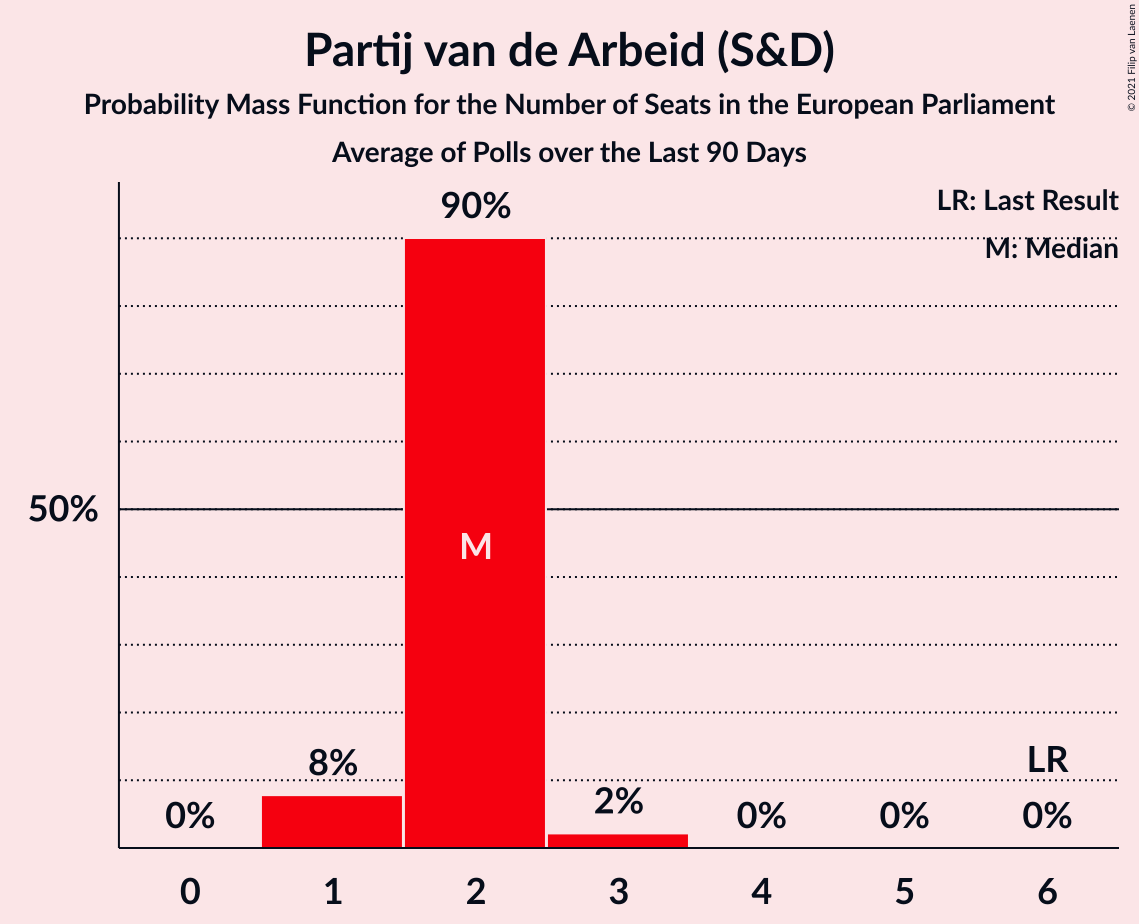 Partij van de Arbeid (S&D)
Probability Mass Function for the Number of Seats in the European Parliament
Average of Polls over the Last 90 Days
© 2021 Filip van Laenen
LR: Last Result
M: Median
90%
50%
M
8%
LR
0%
2%
0%
0%
0%
0 1 2 3 4 5 6